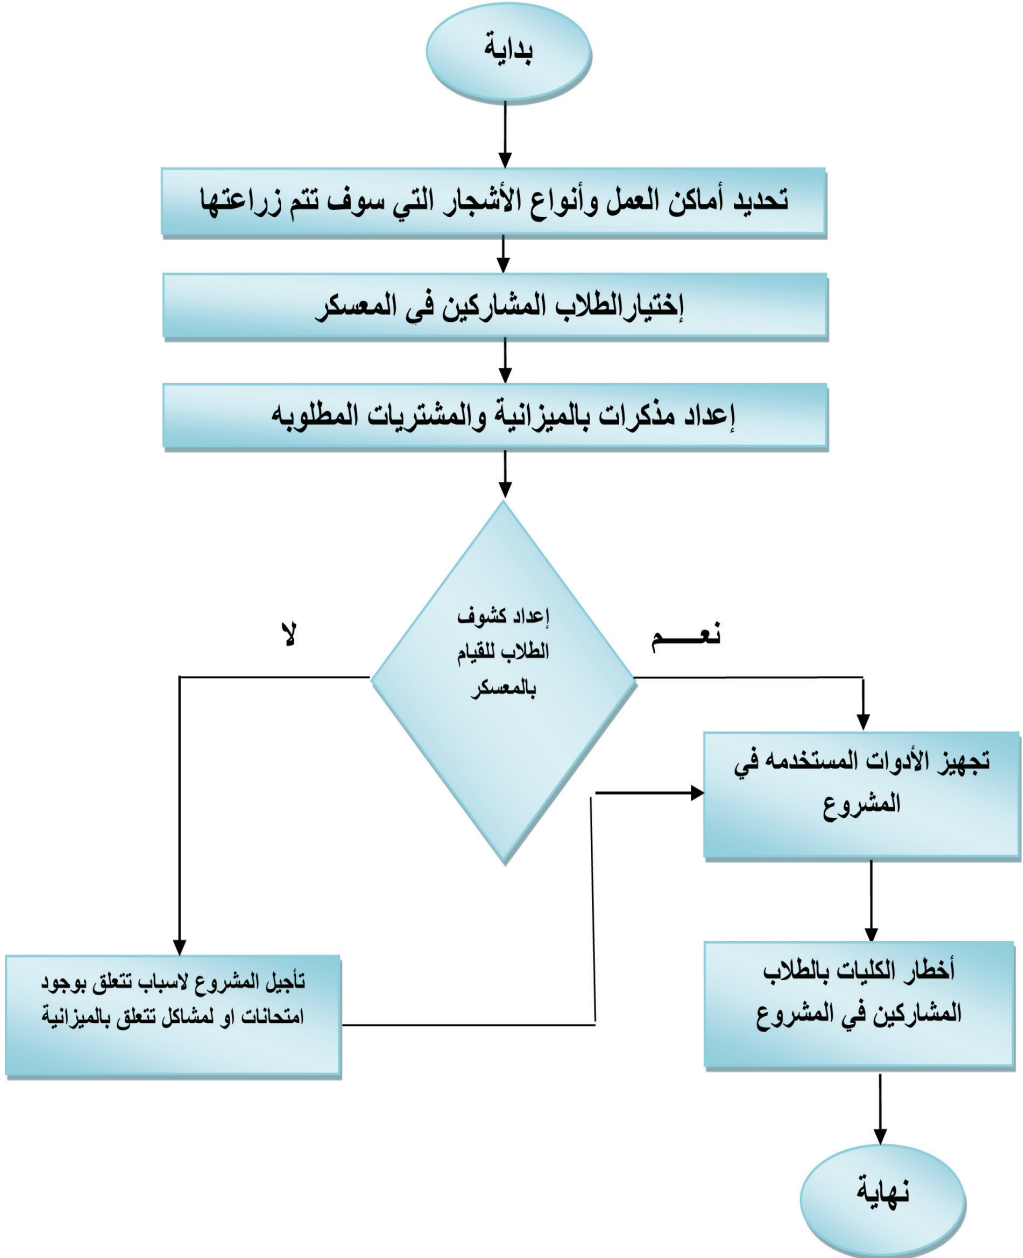 بداية
تحديد أماكن العمل وأنواع الأشجار التي سوف تتم زراعتها
إختيارالطلاب المشاركين فى المعسكر
إعداد مذكرات بالميزانية والمشتريات المطلوبه
إعداد كشوف
الطلاب للقيام
بالمعسكر
نعــــم
لا
تجهيز الأدوات المستخدمه في
المشروع
تأجيل المشروع لاسباب تتعلق بوجود
امتحانات او لمشاكل تتعلق بالميزانية
أخطار الكليات بالطلاب
المشاركين في المشروع
نهاية